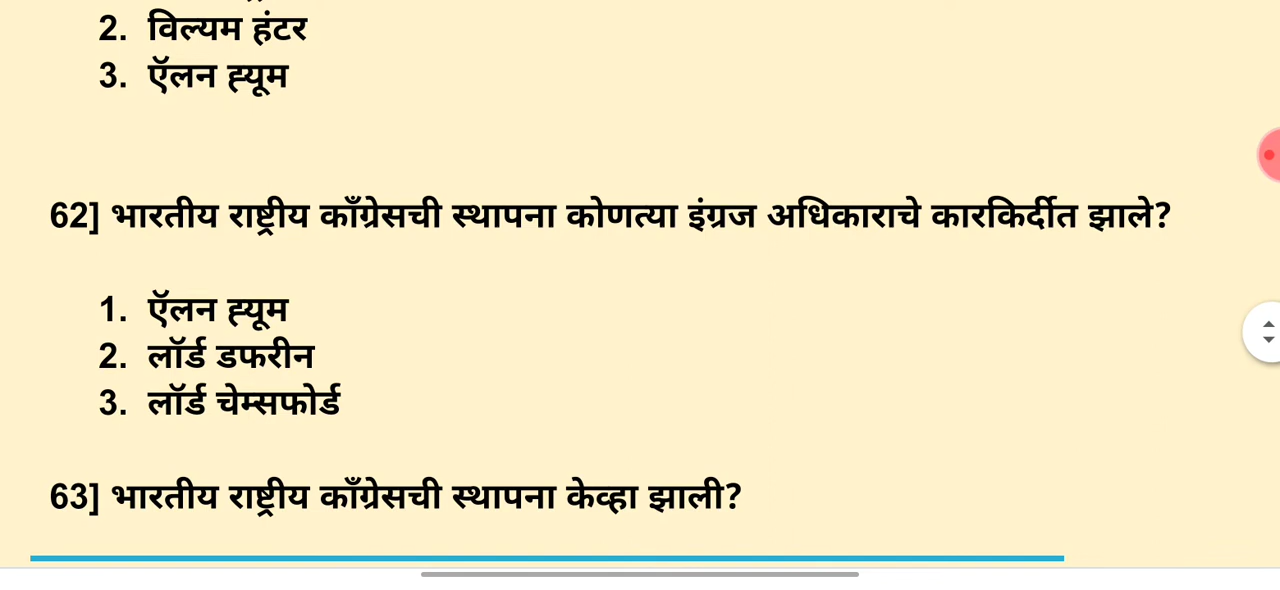 2. विल्यम हंटर
3. ऍलन ह्यूम
62] भारतीय राष्ट्रीय काँग्रेसची स्थापना कोणत्या इंग्रज अधिकाराचे कारकिर्दीत झाले?
1. ऍलन ह्यूम
2. लॉर्ड डफरीन
3. लॉर्ड चेम्सफोर्ड
63] भारतीय राष्ट्रीय काँग्रेसची स्थापना केव्हा झाली?